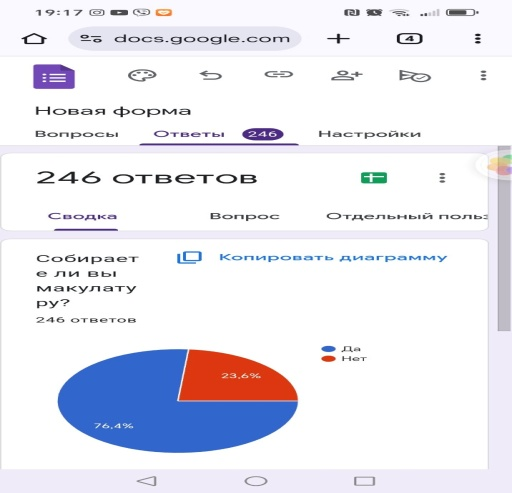 19:17
docs.google.com
4
Новая форма
Вопросы Ответы 246 Настройки
246 ответов
Сводка Вопрос Отдельный поль
Собирает
е ли вы
макулату
ру?
Копировать диаграмму
246 ответов
Да
Нет
23,6%
76,4%